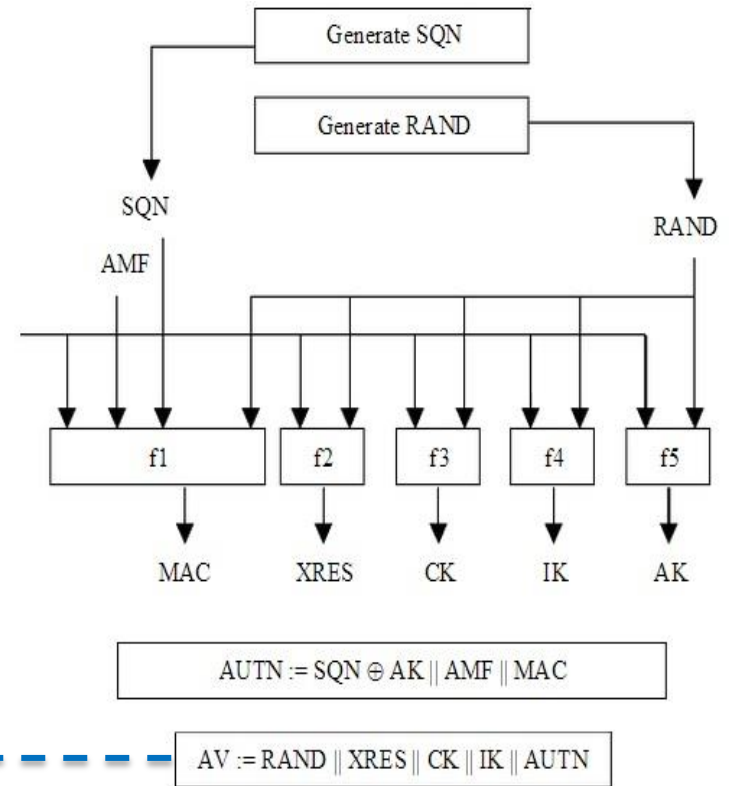 Generate SQN
Generate RAND
SQN
RAND
AMF
f1
f2
f3
f4
f5
MAC
XRES
CK
IK
AK
AUTN := SQN ⊕ AK || AMF || MAC
AV := RAND || XRES || CK || IK || AUTN